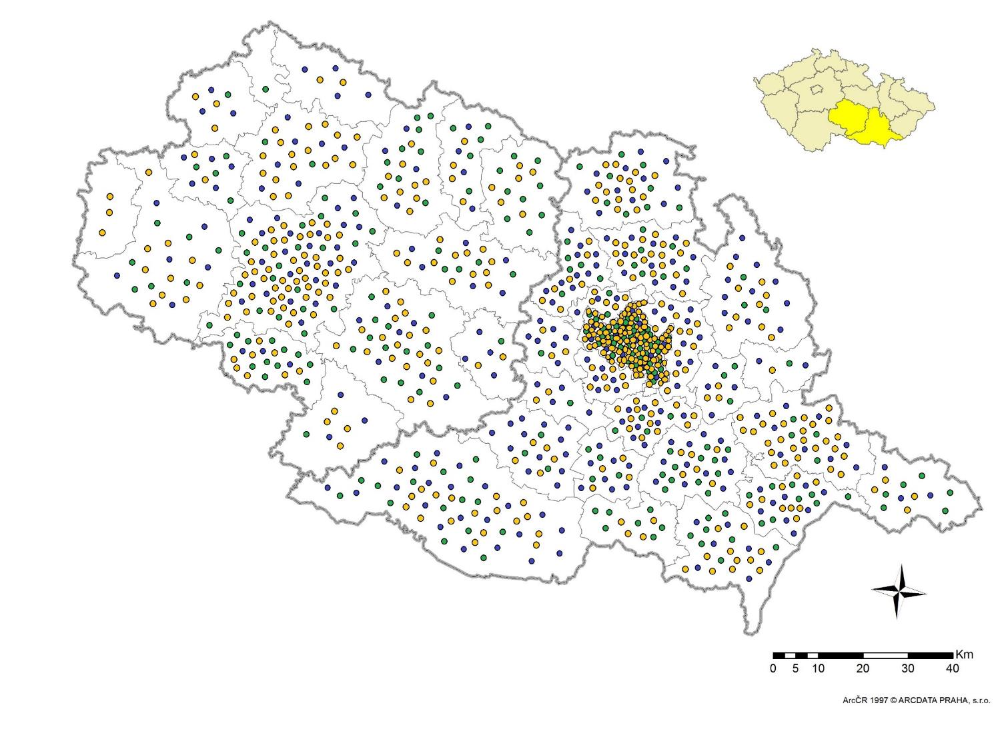 Km
0 5 10 20 30 40
ArcČR 1997 © ARCDATA PRAHA, s.r.o.